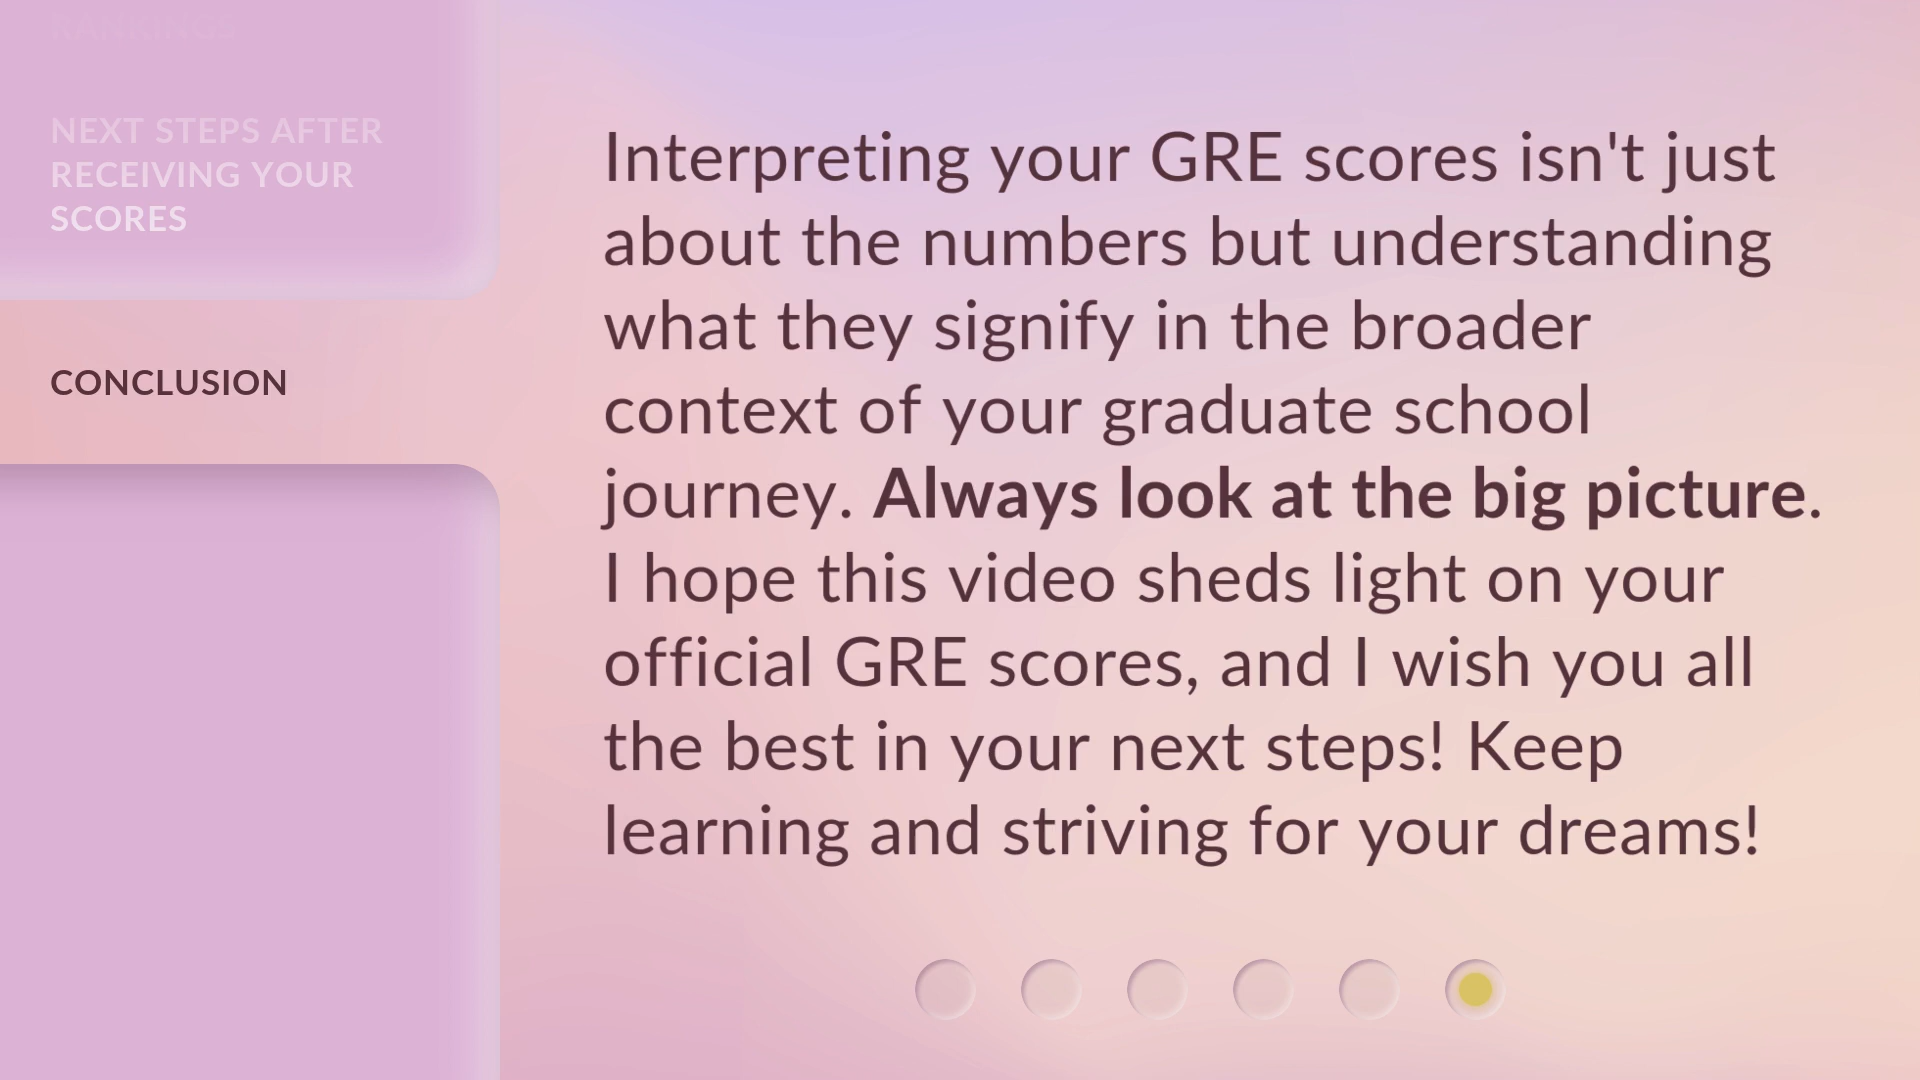 NEXT STEPS AFTER
RECEIVING YOUR
SCORES
CONCLUSION
Interpreting your GRE scores isn't just
about the numbers but understanding
what they signify in the broader
context of your graduate school
journey. Always look at the big picture.
I hope this video sheds light on your
official GRE scores, and I wish you all
the best in your next steps! Keep
learning and striving for your dreams!